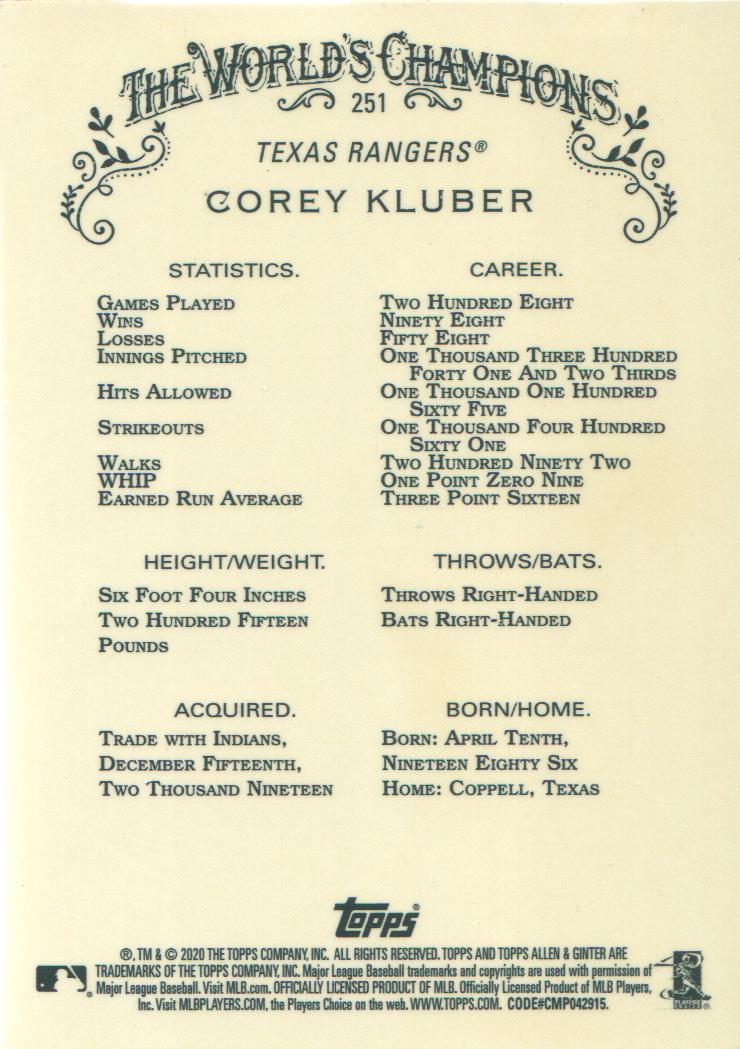 THE WORLD'S CHAMPIONS
251
TEXAS RANGERS®
COREY KLUBER
STATISTICS. CAREER.
GAMES PLAYED TWO HUNDRED EIGHT
WINS NINETY EIGHT
LOSSES FIFTY EIGHT
INNINGS PITCHED ONE THOUSAND THREE HUNDRED
FORTY ONE AND TWO THIRDS
HITS ALLOWED ONE THOUSAND ONE HUNDRED
SIXTY FIVE
STRIKEOUTS ONE THOUSAND FOUR HUNDRED
SIXTY ONE
WALKS TWO HUNDRED NINETY TWO
WHIP ONE POINT ZERO NINE
EARNED RUN AVERAGE THREE POINT SIXTEEN
HEIGHT/WEIGHT. THROWS/BATS.
SIX FOOT FOUR INCHES THROWS RIGHT-HANDED
TWO HUNDRED FIFTEEN BATS RIGHT-HANDED
POUNDS
ACQUIRED. BORN/HOME.
TRADE WITH INDIANS, BORN: APRIL TENTH,
DECEMBER FIFTEENTH, NINETEEN EIGHTY SIX
TWO THOUSAND NINETEEN HOME: COPPELL, TEXAS
TOPPS®
®, TM & © 2020 THE TOPPS COMPANY, INC. ALL RIGHTS RESERVED. TOPPS AND TOPPS ALLEN & GINTER ARE
TRADEMARKS OF THE TOPPS COMPANY, INC. Major League Baseball trademarks and copyrights are used with permission of
Major League Baseball. Visit MLB.com. OFFICIALLY LICENSED PRODUCT OF MLB. Officially Licensed Product of MLB Players,
Inc. Visit MLBPLAYERS.COM, the Players Choice on the web. WWW.TOPPS.COM. CODE#CMP042915.